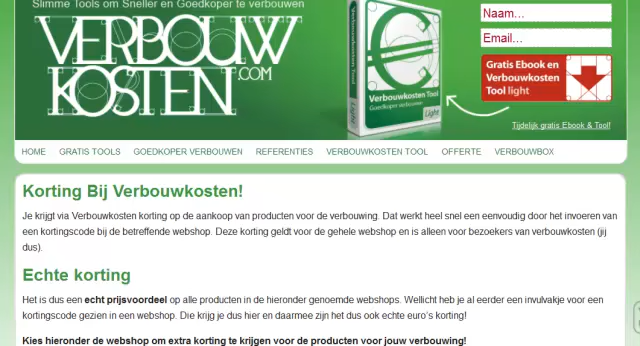 Slimme Tools om Sneller en Goedkoper te verbouwen
VERBOUW
KOSTEN
.COM
Verbouwkosten Tool
Verbouwkosten Tool
Goedkoper verbouwen
Light
Naam...
Email...
Gratis Ebook en
Verbouwkosten
Tool light
Tijdelijk gratis Ebook & Tool!
HOME GRATIS TOOLS GOEDKOPER VERBOUWEN REFERENTIES VERBOUWKOSTEN TOOL OFFERTE VERBOUWBOX
Korting Bij Verbouwkosten!
Je krijgt via Verbouwkosten korting op de aankoop van producten voor de verbouwing. Dat werkt heel snel een eenvoudig door het invoeren van
een kortingscode bij de betreffende webshop. Deze korting geldt voor de gehele webshop en is alleen voor bezoekers van verbouwkosten (jij
dus).
Echte korting
Het is dus een echt prijsvoordeel op alle producten in de hieronder genoemde webshops. Wellicht heb je al eerder een invulvakje voor een
kortingscode gezien in een webshop. Die krijg je dus hier en daarmee zijn het dus ook echte euro's korting!
Kies hieronder de webshop om extra korting te krijgen voor de producten voor jouw verbouwing!